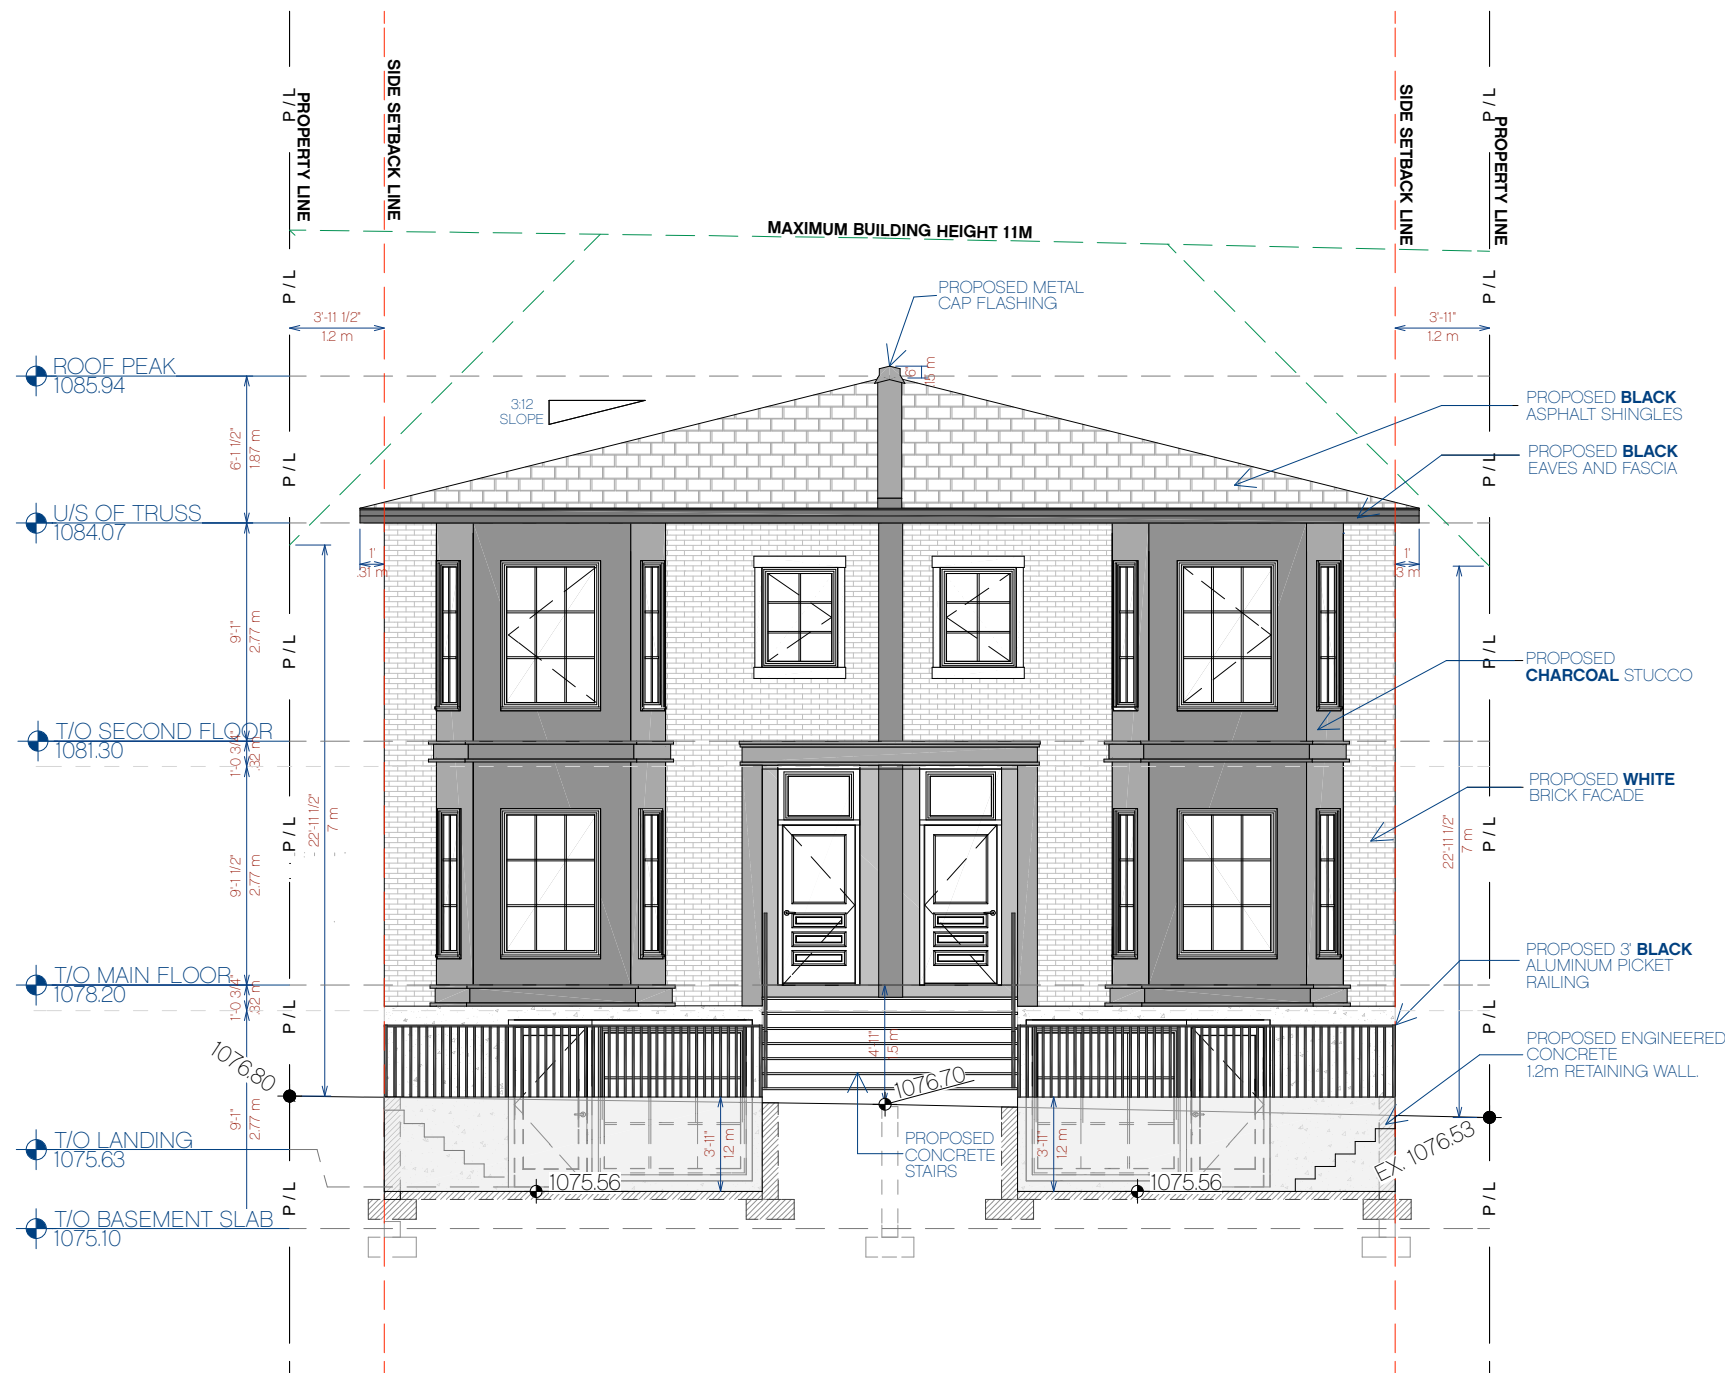 PROPERTY LINE
P / L
SIDE SETBACK LINE
SIDE SETBACK LINE
P / L
PROPERTY LINE
MAXIMUM BUILDING HEIGHT 11M
P / L
P / L
PROPOSED METAL
CAP FLASHING
3'-11 1/2"
1.2 m
3'-11"
1.2 m
ROOF PEAK
1085.94
6"
.15 m
3:12
SLOPE
PROPOSED BLACK
ASPHALT SHINGLES
6'-1 1/2"
1.87 m
P / L
P / L
PROPOSED BLACK
EAVES AND FASCIA
U/S OF TRUSS
1084.07
1'
.31 m
1'
.3 m
9'-1"
2.77 m
P / L
P / L
PROPOSED
CHARCOAL STUCCO
T/O SECOND FLOOR
1081.30
1'-0 3/4"
.32 m
PROPOSED WHITE
BRICK FACADE
22'-11 1/2"
7 m
P / L
P / L
22'-11 1/2"
7 m
9'-1 1/2"
2.77 m
PROPOSED 3' BLACK
ALUMINUM PICKET
RAILING
T/O MAIN FLOOR
1078.20
1'-0 3/4"
.32 m
P / L
P / L
4'-11"
1.5 m
PROPOSED ENGINEERED
CONCRETE
1.2m RETAINING WALL.
1076.80
1076.70
9'-1"
2.77 m
T/O LANDING
1075.63
3'-11"
1.2 m
PROPOSED
CONCRETE
STAIRS
3'-11"
1.2 m
EX. 1076.53
1075.56
1075.56
P / L
P / L
T/O BASEMENT SLAB
1075.10